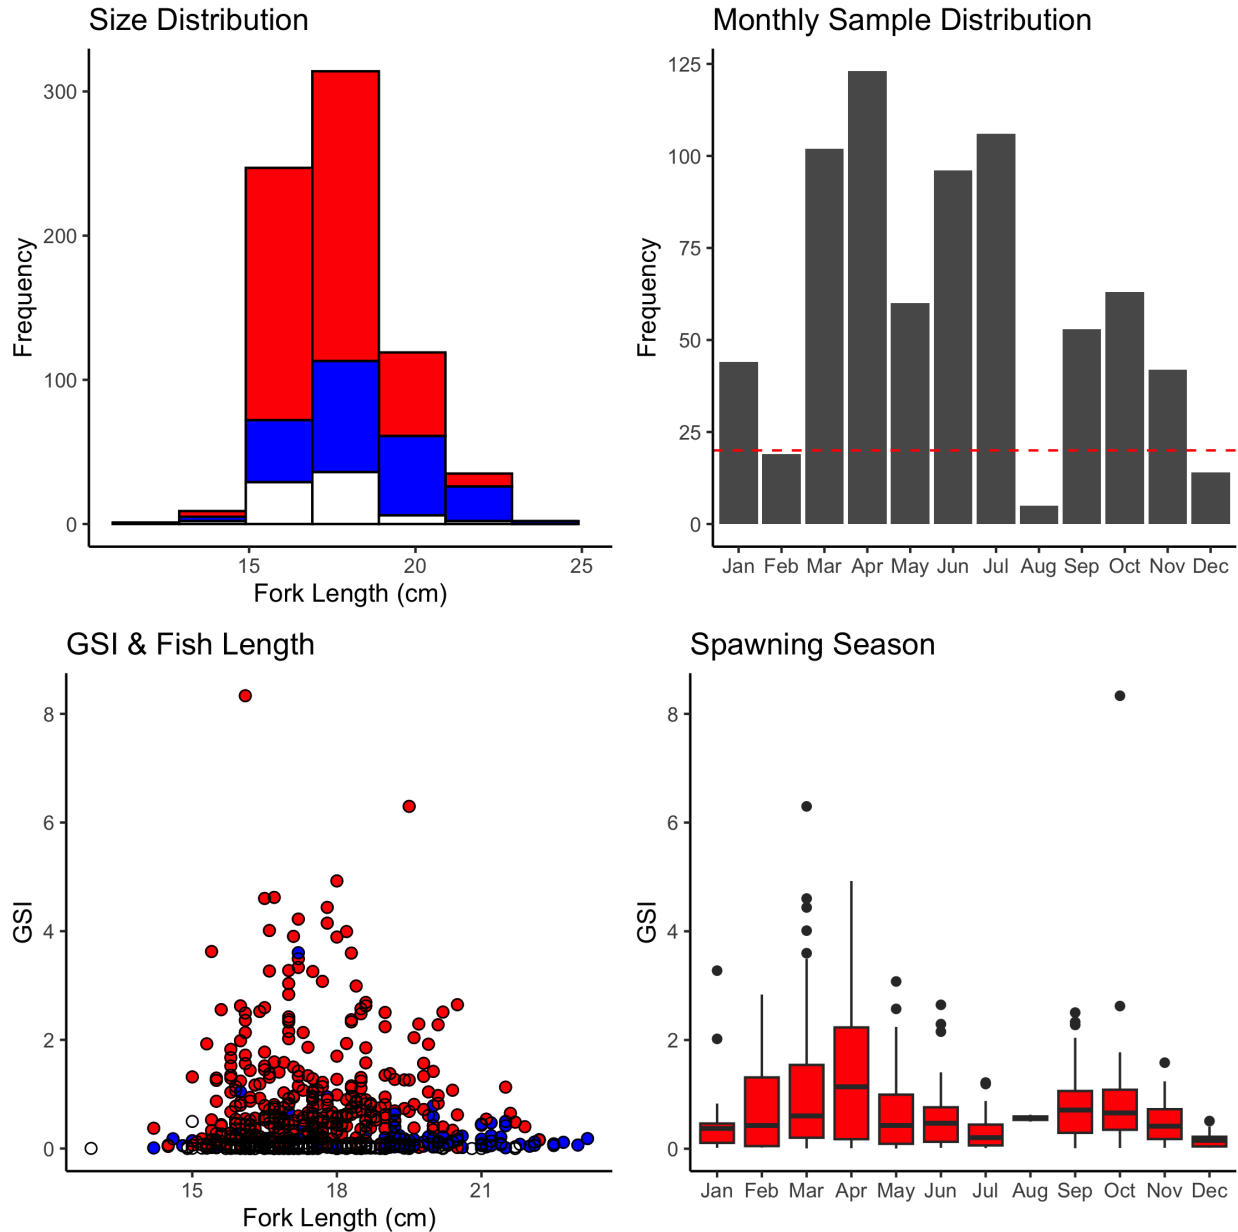 Size Distribution
Frequency
300
200
100
0
15 20 25
Fork Length (cm)
Monthly Sample Distribution
Frequency
125
100
75
50
25
0
Jan Feb Mar Apr May Jun Jul Aug Sep Oct Nov Dec
GSI & Fish Length
GSI
8
6
4
2
0
15 18 21
Fork Length (cm)
Spawning Season
GSI
8
6
4
2
0
Jan Feb Mar Apr May Jun Jul Aug Sep Oct Nov Dec